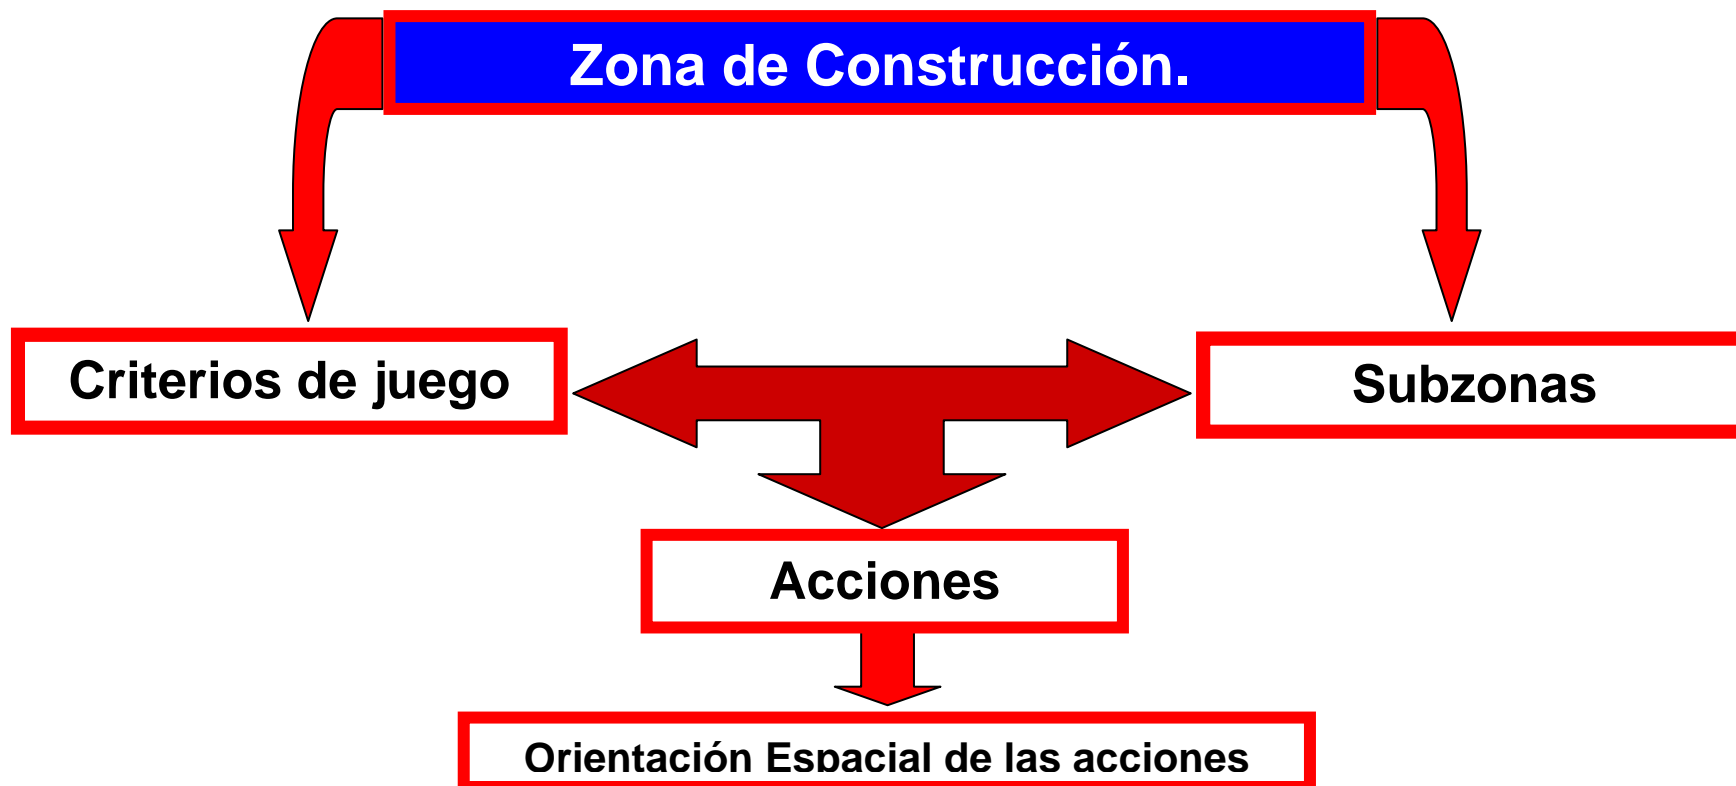 Zona de Construcción.
Criterios de juego
Subzonas
Acciones
Orientación Espacial de las acciones